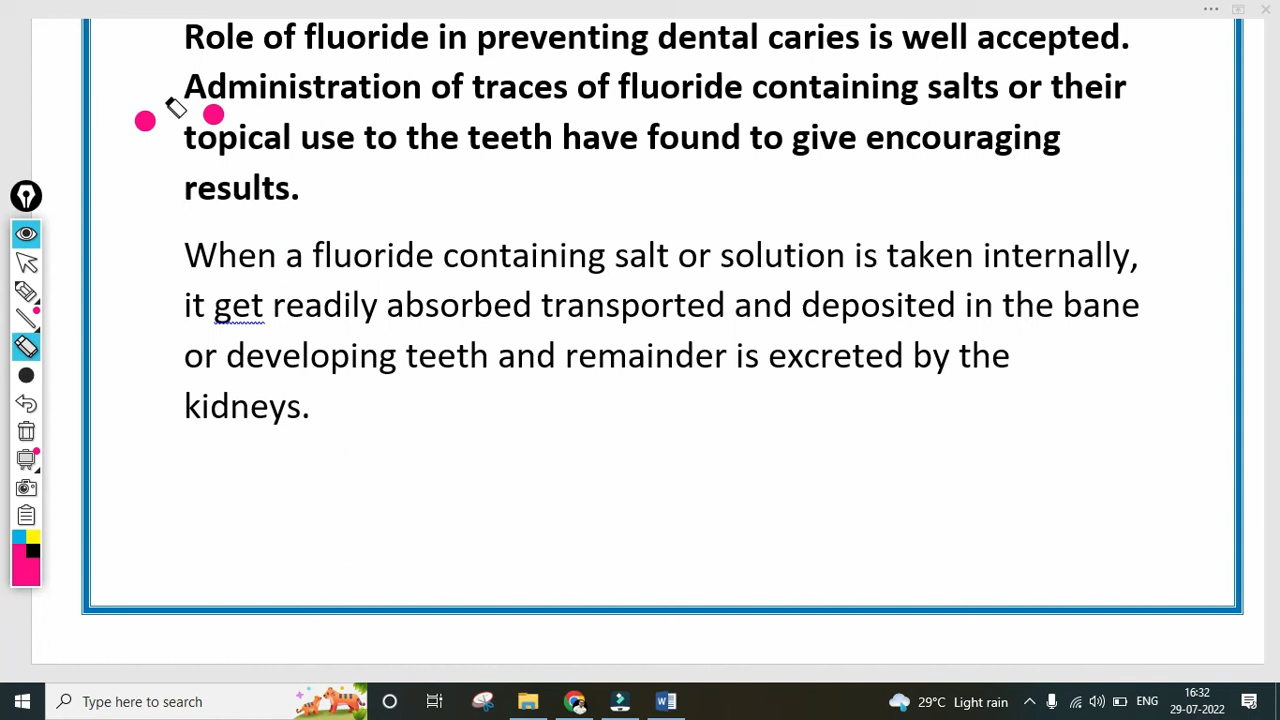 Role of fluoride in preventing dental caries is well accepted.
Administration of traces of fluoride containing salts or their
topical use to the teeth have found to give encouraging
results.
When a fluoride containing salt or solution is taken internally,
it get readily absorbed transported and deposited in the bane
or developing teeth and remainder is excreted by the
kidneys.
Type here to search
29°C Light rain
ENG
16:32
29-07-2022